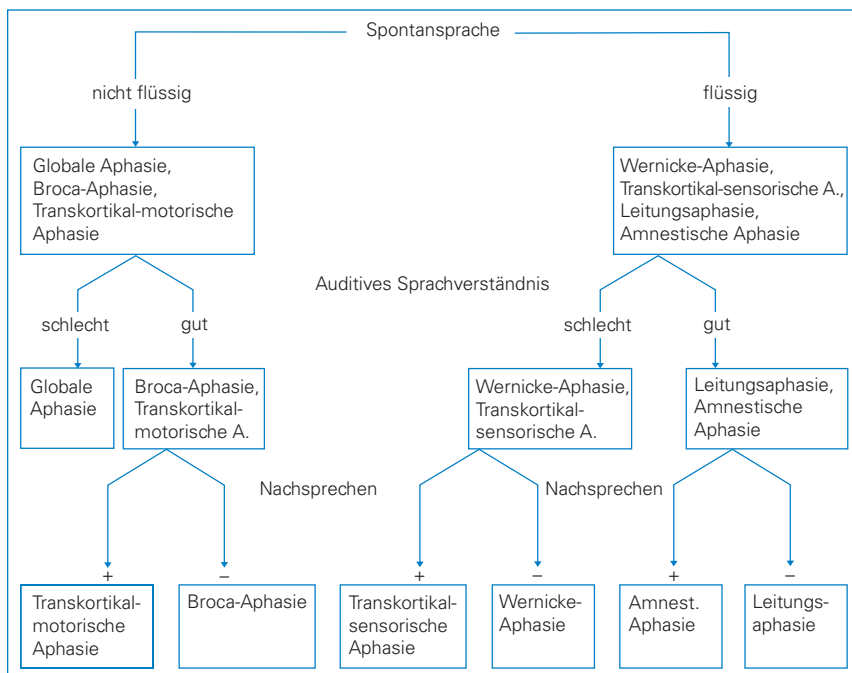 Spontansprache
nicht flüssig
flüssig
Globale Aphasie,
Broca-Aphasie,
Transkortikal-motorische
Aphasie
Wernicke-Aphasie,
Transkortikal-sensorische A.,
Leitungsaphasie,
Amnestische Aphasie
Auditives Sprachverständnis
schlecht
gut
schlecht
gut
Globale
Aphasie
Broca-Aphasie,
Transkortikal-
motorische A.
Wernicke-Aphasie,
Transkortikal-
sensorische A.
Leitungsaphasie,
Amnestische
Aphasie
Nachsprechen
Nachsprechen
+
–
+
–
+
–
Transkortikal-
motorische
Aphasie
Broca-Aphasie
Transkortikal-
sensorische
Aphasie
Wernicke-
Aphasie
Amnest.
Aphasie
Leitungs-
aphasie